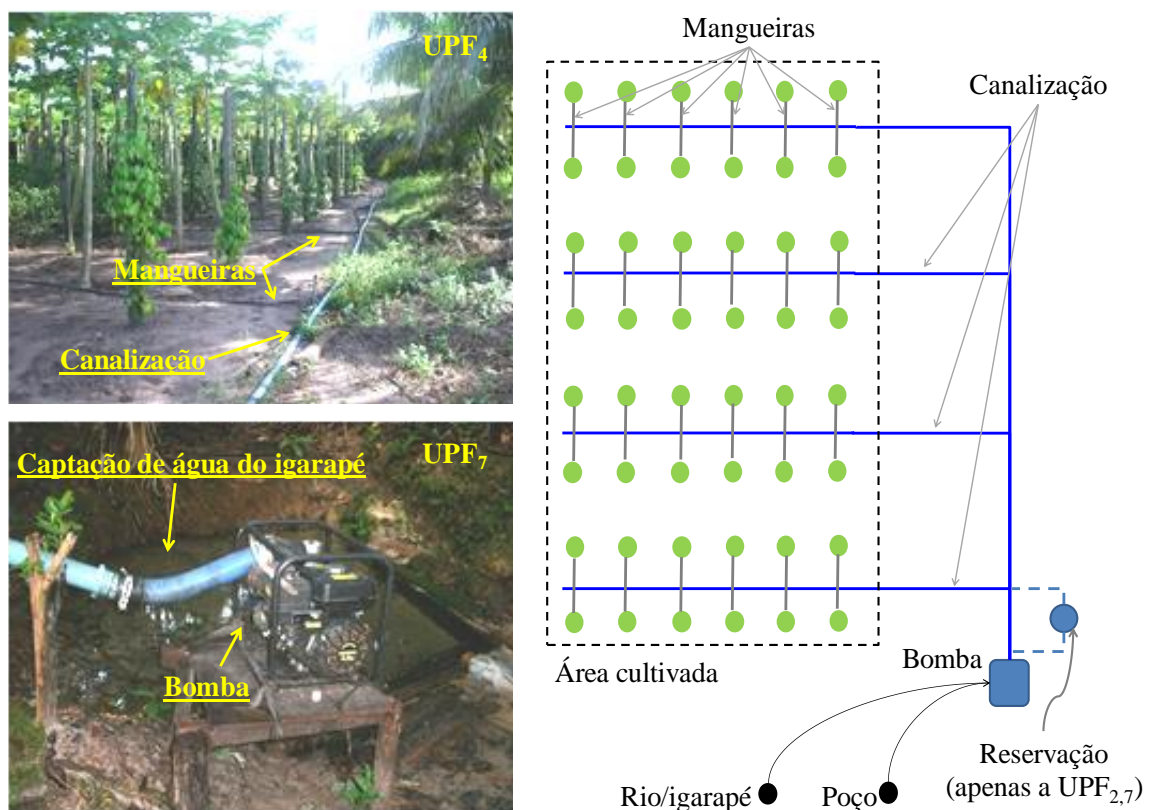 UPF4
Mangueiras
Canalização
Captação de água do igarapé
UPF7
Bomba
Mangueiras
Canalização
Área cultivada
Bomba
Reservação
(apenas a UPF2,7)
Rio/igarapé
Poço